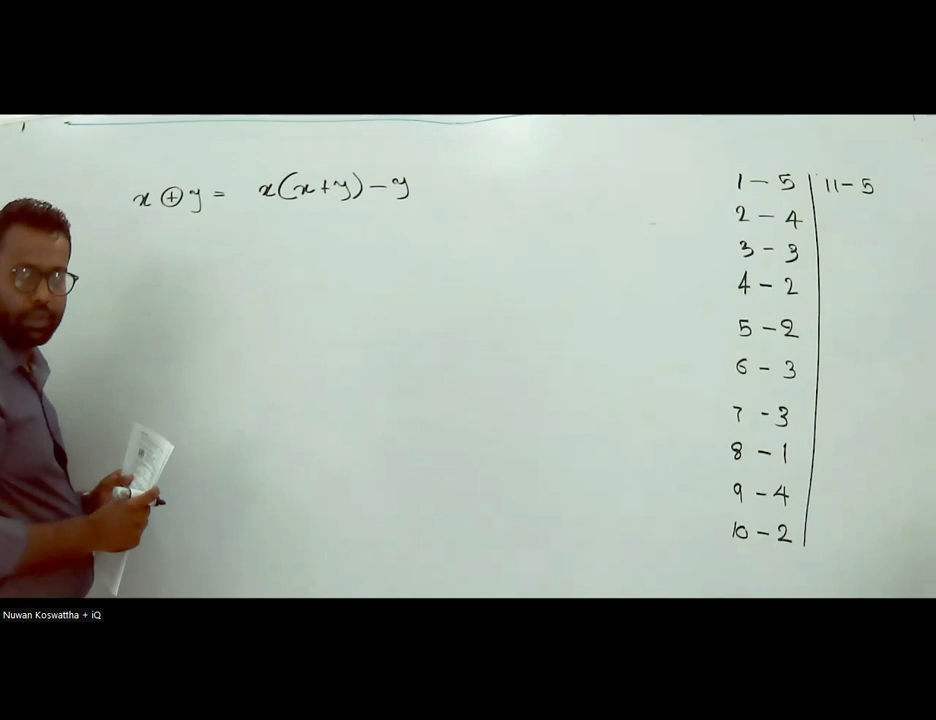 x ⊕ y = x(x+y) - y
1 - 5 | 11 - 5
2 - 4
3 - 3
4 - 2
5 - 2
6 - 3
7 - 3
8 - 1
9 - 4
10 - 2
Nuwan Koswattha + iQ